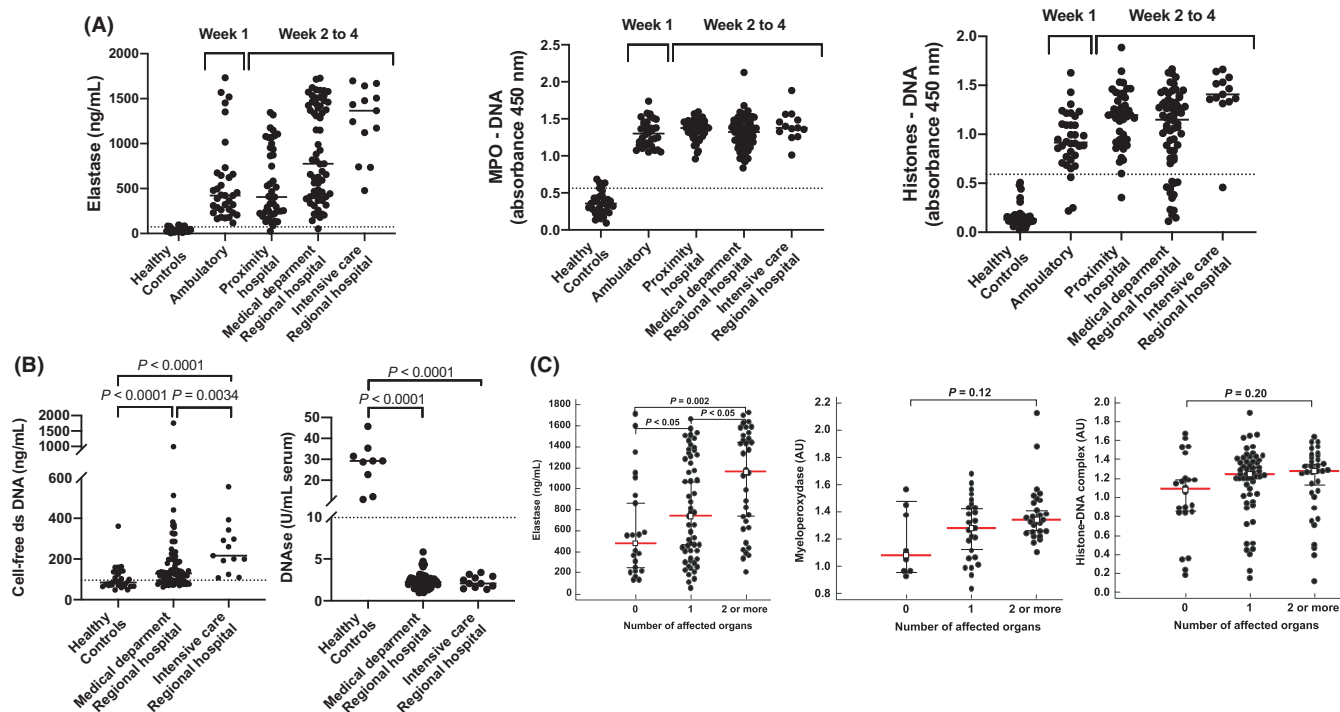 (A)
Week 1
Week 2 to 4
Elastase (ng/mL)
2000
1500
1000
500
0
Healthy
Controls
Ambulatory
Proximity
hospital
Medical deparment
Regional hospital
Intensive care
Regional hospital
Week 1
Week 2 to 4
MPO - DNA
(absorbance 450 nm)
2.5
2.0
1.5
1.0
0.5
0.0
Healthy
Controls
Ambulatory
Proximity
hospital
Medical deparment
Regional hospital
Intensive care
Regional hospital
Week 1
Week 2 to 4
Histones - DNA
(absorbance 450 nm)
2.0
1.5
1.0
0.5
0.0
Healthy
Controls
Ambulatory
Proximity
hospital
Medical deparment
Regional hospital
Intensive care
Regional hospital
(B)
P < 0.0001
P < 0.0001
P = 0.0034
Cell-free ds DNA (ng/mL)
2000
1500
1000
600
400
200
0
Healthy
Controls
Medical deparment
Regional hospital
Intensive care
Regional hospital
P < 0.0001
P < 0.0001
DNAse (U/mL serum)
50
40
30
20
10
5
0
Healthy
Controls
Medical deparment
Regional hospital
Intensive care
Regional hospital
(C)
P = 0.002
P < 0.05
P < 0.05
Elastase (ng/mL)
1800
1600
1400
1200
1000
800
600
400
200
0
0
1
2 or more
Number of affected organs
P = 0.12
Myeloperoxydase (AU)
2.2
2.0
1.8
1.6
1.4
1.2
1.0
0.8
0
1
2 or more
Number of affected organs
P = 0.20
Histone-DNA complex (AU)
2.0
1.8
1.6
1.4
1.2
1.0
0.8
0.6
0.4
0.2
0.0
0
1
2 or more
Number of affected organs